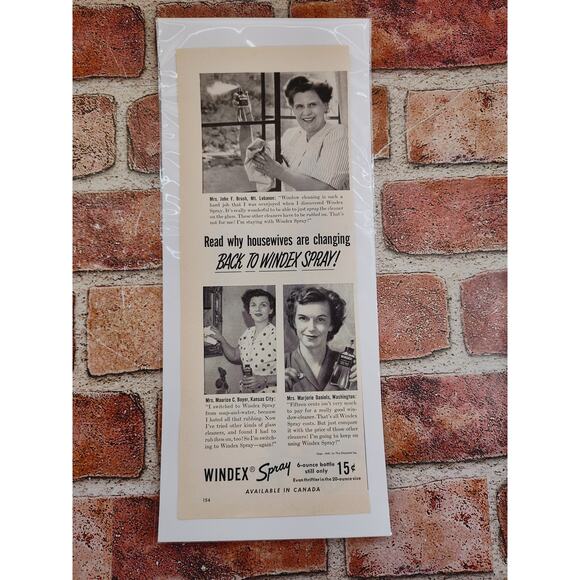 Mrs. John F. Brush, Mt. Lebanon: "Window cleaning is such a
hard job that I was overjoyed when I discovered Windex
Spray. It's really wonderful to be able to just spray the cleaner
on the glass. These other cleaners have to be rubbed on. That's
not for me! I'm staying with Windex Spray!"
Read why housewives are changing
BACK TO WINDEX SPRAY!
Mrs. Maurice C. Boyer, Kansas City:
"I switched to Windex Spray
from soap-and-water, because
I hated all that rubbing. Now
I've tried other kinds of glass
cleaners, and found I had to
rub them on, too! So I'm switch-
ing to Windex Spray—again!"
Mrs. Marjorie Daniels, Washington:
"Fifteen cents isn't very much
to pay for a really good win-
dow-cleaner. That's all Windex
Spray costs. But just compare
it with the price of those other
cleaners! I'm going to keep on
using Windex Spray!"
by The Drackett Co.
WINDEX® Spray
6-ounce bottle
still only 15¢
Even thriftier in the 20-ounce size
AVAILABLE IN CANADA
154